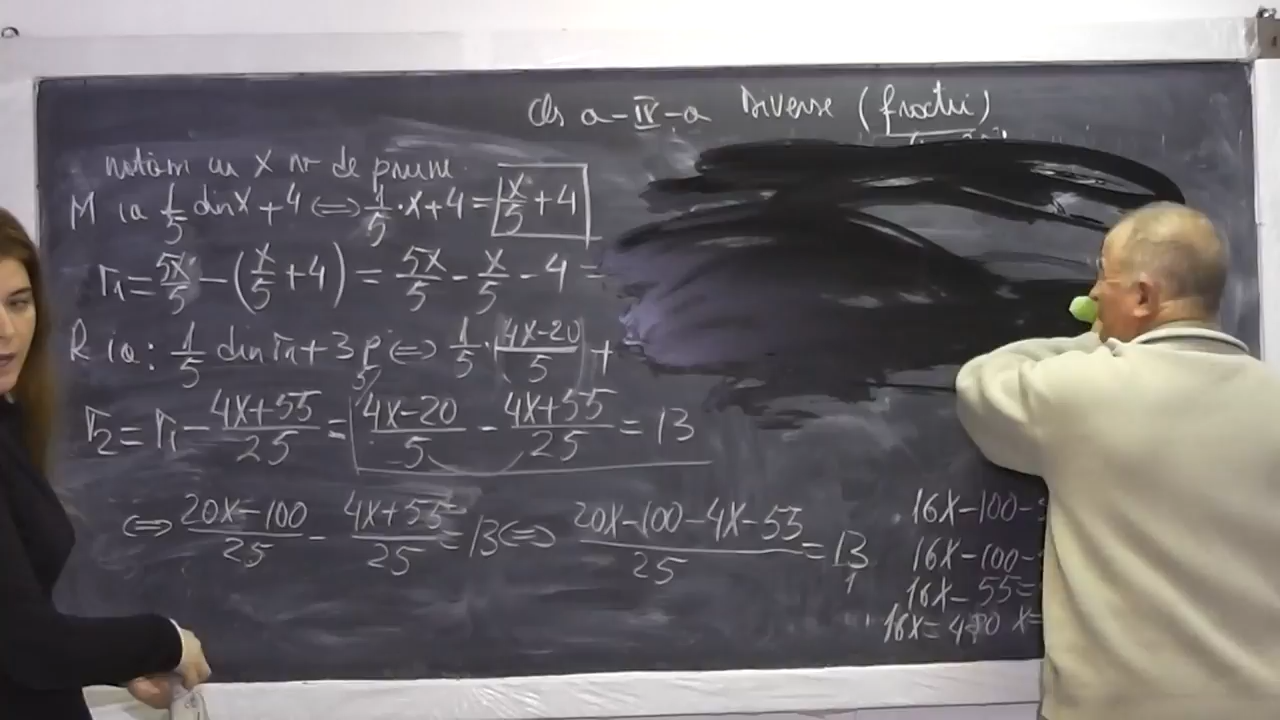 cls a-IV-a Diverse (fractii)
notăm cu X nr de prune.
M ia 1/5 din X+4 ⇔ 1/5·x+4= x/5+4
r1= 5x/5 -(x/5+4) = 5x/5 - x/5 - 4 =
R ia: 1/5 din r1+3 p ⇔ 1/5 · 4x-20/5 +
r2= r1- 4x+55/25 = 4x-20/5 - 4x+55/25 = 13
⇔ 20x-100/25 - 4x+55/25 = 13 ⇔ 20x-100-4x-55/25 = 13/1
16x-100-
16x-100-
16x-55=
16x= 480 x=